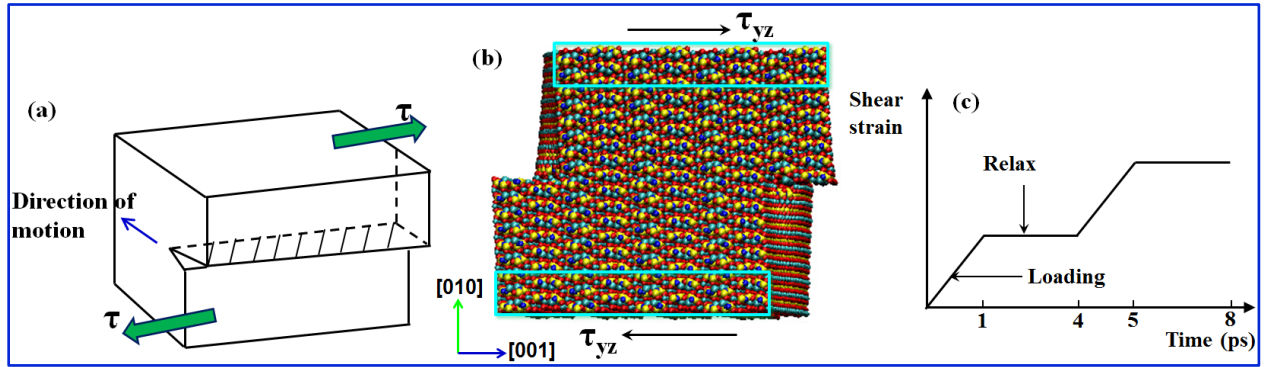 (a)
τ
Direction of
motion
τ
(b)
τyz
[010]
[001]
τyz
Shear
strain
(c)
Relax
Loading
1
4
5
8
Time (ps)